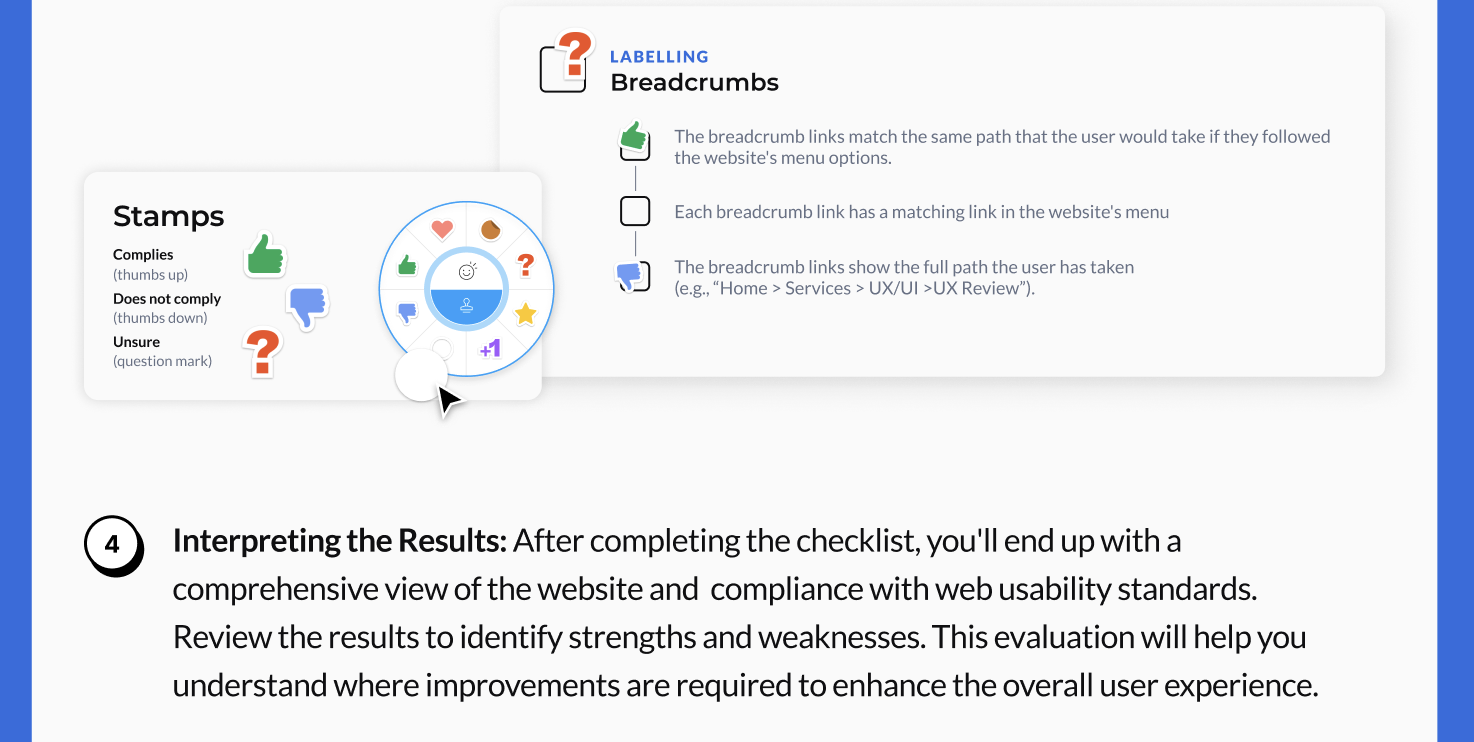 LABELLING
Breadcrumbs
The breadcrumb links match the same path that the user would take if they followed
the website's menu options.
Each breadcrumb link has a matching link in the website's menu
The breadcrumb links show the full path the user has taken
(e.g., “Home > Services > UX/UI >UX Review”).
Stamps
Complies
(thumbs up)
Does not comply
(thumbs down)
Unsure
(question mark)
+1
4
Interpreting the Results: After completing the checklist, you'll end up with a
comprehensive view of the website and  compliance with web usability standards.
Review the results to identify strengths and weaknesses. This evaluation will help you
understand where improvements are required to enhance the overall user experience.